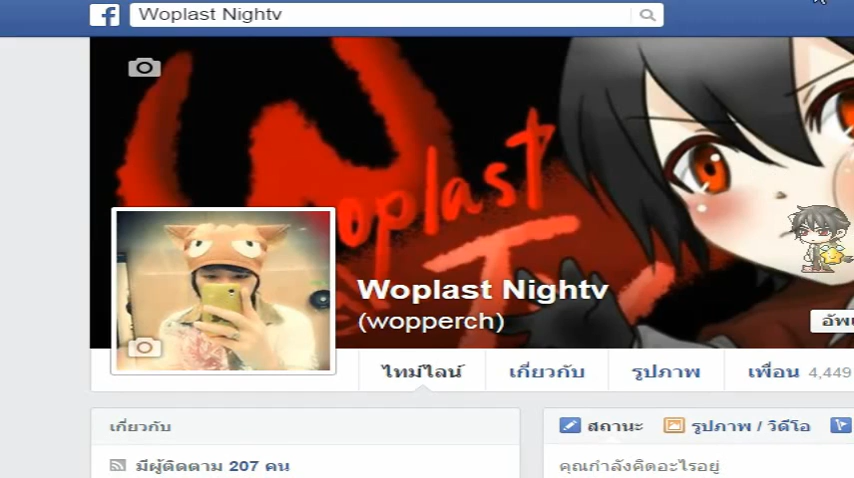 Woplast Nightv
Woplast
Tv
Woplast Nightv
(wopperch)
ไทม์ไลน์ เกี่ยวกับ รูปภาพ เพื่อน 4,449
เกี่ยวกับ
สถานะ รูปภาพ / วิดีโอ
มีผู้ติดตาม 207 คน
คุณกำลังคิดอะไรอยู่